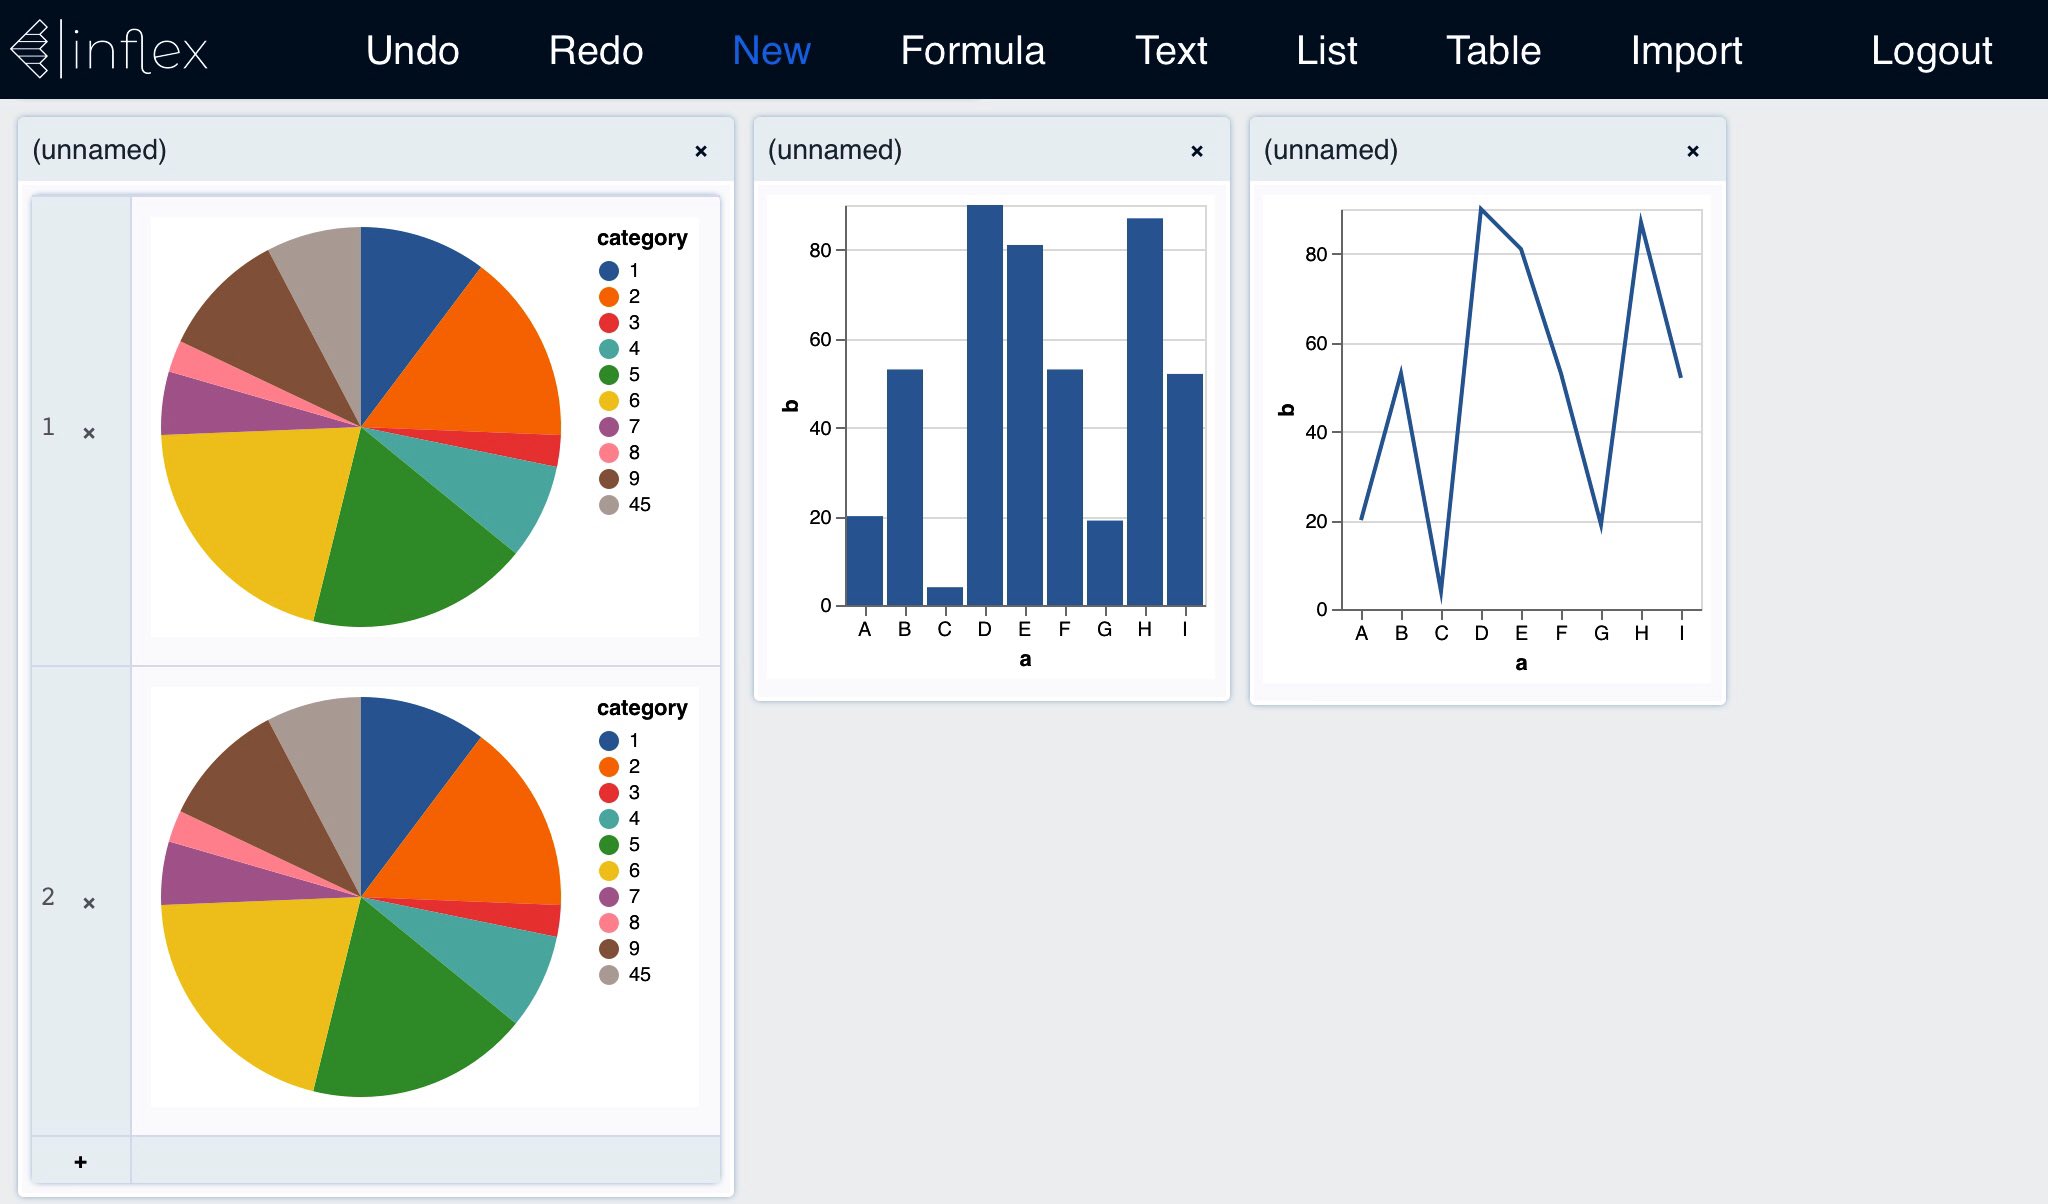 inflex Undo Redo New Formula Text List Table Import Logout
(unnamed) ×
1 ×
category
1
2
3
4
5
6
7
8
9
45
2 ×
category
1
2
3
4
5
6
7
8
9
45
+
(unnamed) ×
b
80
60
40
20
0
A B C D E F G H I
a
(unnamed) ×
b
80
60
40
20
0
A B C D E F G H I
a